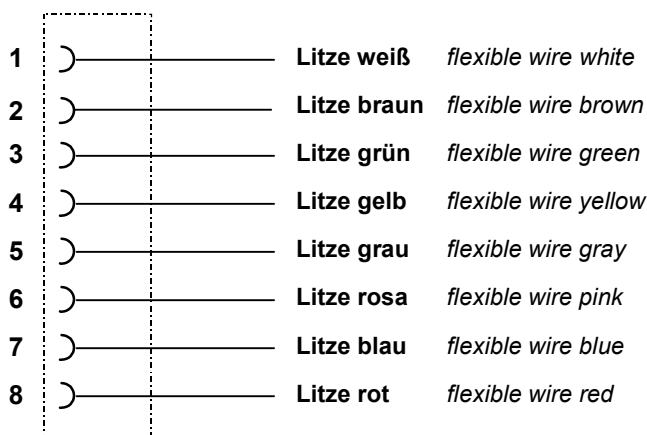 1 Litze weiß flexible wire white
2 Litze braun flexible wire brown
3 Litze grün flexible wire green
4 Litze gelb flexible wire yellow
5 Litze grau flexible wire gray
6 Litze rosa flexible wire pink
7 Litze blau flexible wire blue
8 Litze rot flexible wire red